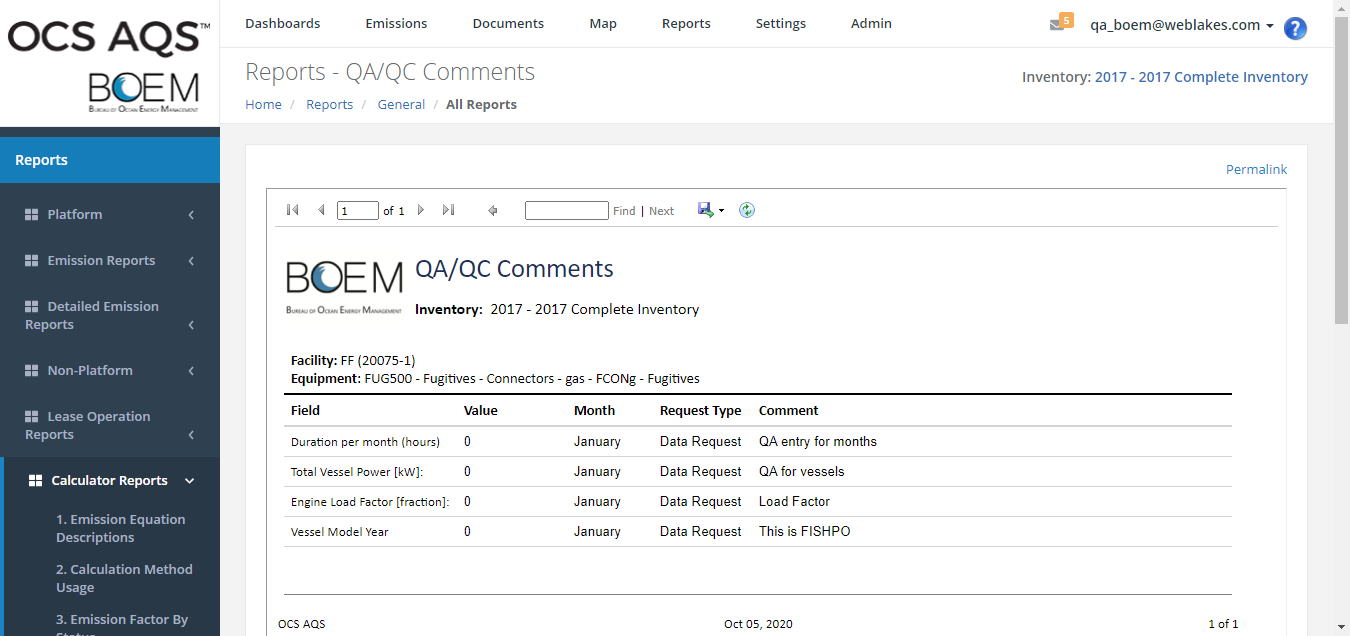 OCS AQS™
BOEM
BUREAU OF OCEAN ENERGY MANAGEMENT
Dashboards Emissions Documents Map Reports Settings Admin 5 qa_boem@weblakes.com ?
Reports - QA/QC Comments
Inventory: 2017 - 2017 Complete Inventory
Home / Reports / General / All Reports
Reports
Platform
Emission Reports
Detailed Emission
Reports
Non-Platform
Lease Operation
Reports
Calculator Reports
1. Emission Equation
Descriptions
2. Calculation Method
Usage
3. Emission Factor By
Status
Permalink
1 of 1 Find | Next
BOEM
BUREAU OF OCEAN ENERGY MANAGEMENT
QA/QC Comments
Inventory: 2017 - 2017 Complete Inventory
Facility: FF (20075-1)
Equipment: FUG500 - Fugitives - Connectors - gas - FCONg - Fugitives
Field Value Month Request Type Comment
Duration per month (hours) 0 January Data Request QA entry for months
Total Vessel Power [kW]: 0 January Data Request QA for vessels
Engine Load Factor [fraction]: 0 January Data Request Load Factor
Vessel Model Year 0 January Data Request This is FISHPO
OCS AQS Oct 05, 2020 1 of 1